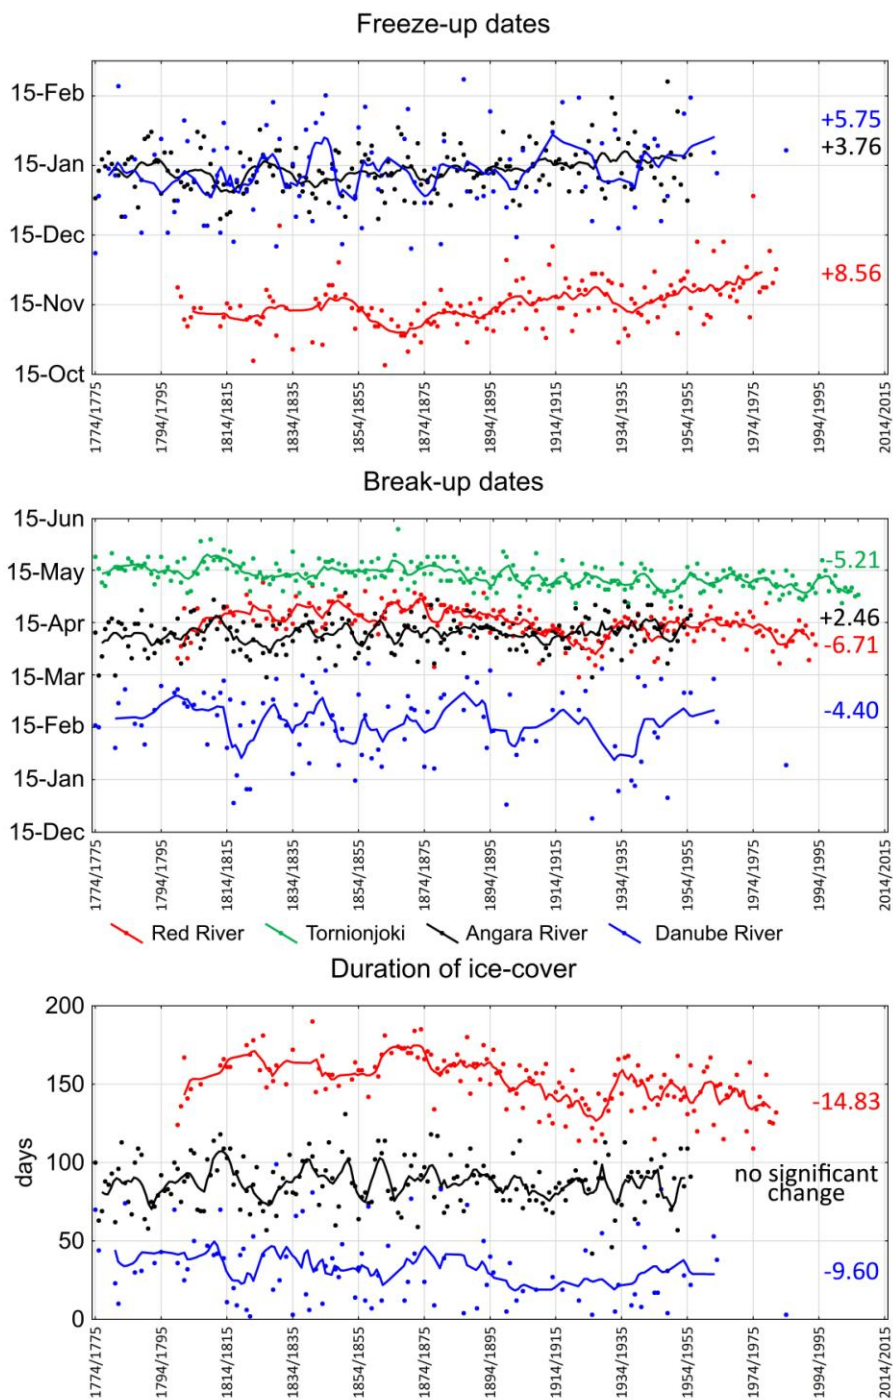 Freeze-up dates
15-Feb
15-Jan
15-Dec
15-Nov
15-Oct
+5.75
+3.76
+8.56
1774/1775
1794/1795
1814/1815
1834/1835
1854/1855
1874/1875
1894/1895
1914/1915
1934/1935
1954/1955
1974/1975
1994/1995
2014/2015
Break-up dates
15-Jun
15-May
15-Apr
15-Mar
15-Feb
15-Jan
15-Dec
-5.21
+2.46
-6.71
-4.40
1774/1775
1794/1795
1814/1815
1834/1835
1854/1855
1874/1875
1894/1895
1914/1915
1934/1935
1954/1955
1974/1975
1994/1995
2014/2015
Red River
Tornionjoki
Angara River
Danube River
Duration of ice-cover
days
200
150
100
50
0
-14.83
no significant
change
-9.60
1774/1775
1794/1795
1814/1815
1834/1835
1854/1855
1874/1875
1894/1895
1914/1915
1934/1935
1954/1955
1974/1975
1994/1995
2014/2015